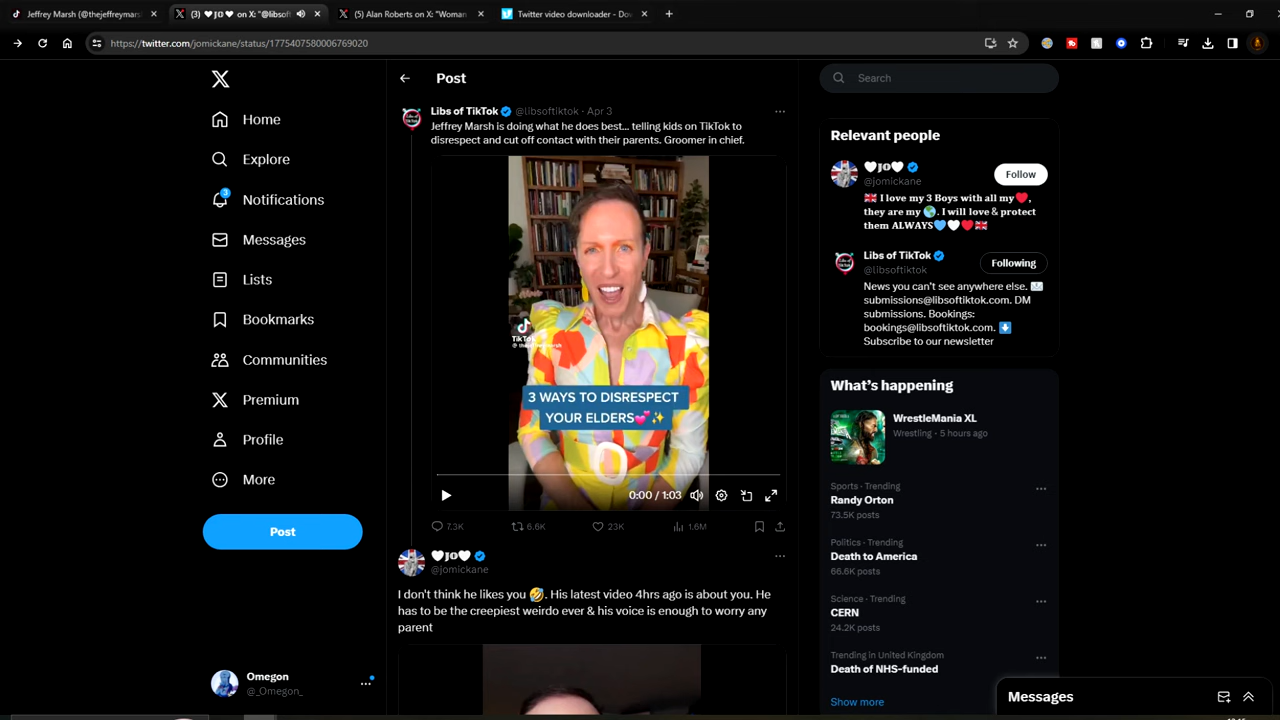 Jeffrey Marsh (@thejeffreymars
(3) 🤍𝕁𝕆🤍 on X: "@libsof
(5) Alan Roberts on X: "Woman
Twitter video downloader - Dov
https://twitter.com/jomickane/status/1775407580006769020
Home
Explore
3
Notifications
Messages
Lists
Bookmarks
Communities
Premium
Profile
More
Post
Omegon
@_Omegon_
Post
Libs of TikTok @libsoftiktok · Apr 3
Jeffrey Marsh is doing what he does best... telling kids on TikTok to
disrespect and cut off contact with their parents. Groomer in chief.
TikTok
3 WAYS TO DISRESPECT
YOUR ELDERS💕✨
0:00 / 1:03
7.3K 6.6K 23K 1.6M
🤍𝕁𝕆🤍
@jomickane
I don't think he likes you 🤣. His latest video 4hrs ago is about you. He
has to be the creepiest weirdo ever & his voice is enough to worry any
parent
Search
Relevant people
🤍𝕁𝕆🤍
@jomickane
Follow
🇬🇧 I love my 3 Boys with all my❤️,
they are my 🌏. I will love & protect
them ALWAYS💙🤍❤️🇬🇧
Libs of TikTok
@libsoftiktok
Following
News you can't see anywhere else. 📨
submissions@libsoftiktok.com. DM
submissions. Bookings:
bookings@libsoftiktok.com. ⬇️
Subscribe to our newsletter
What's happening
WrestleMania XL
Wrestling · 5 hours ago
Sports · Trending
Randy Orton
73.5K posts
Politics · Trending
Death to America
66.6K posts
Science · Trending
CERN
24.2K posts
Trending in United Kingdom
Death of NHS-funded
Show more
Messages